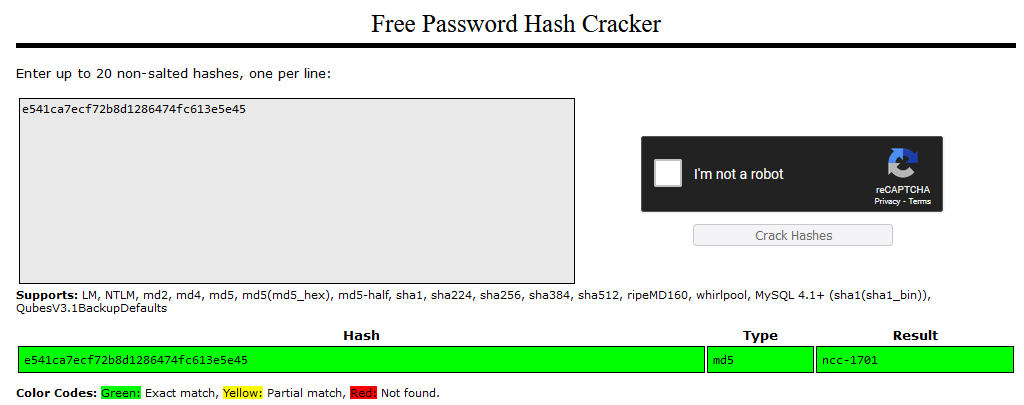 Free Password Hash Cracker
Enter up to 20 non-salted hashes, one per line:
e541ca7ecf72b8d1286474fc613e5e45
I'm not a robot
reCAPTCHA
Privacy - Terms
Crack Hashes
Supports: LM, NTLM, md2, md4, md5, md5(md5_hex), md5-half, sha1, sha224, sha256, sha384, sha512, ripeMD160, whirlpool, MySQL 4.1+ (sha1(sha1_bin)),
QubesV3.1BackupDefaults
Hash Type Result
e541ca7ecf72b8d1286474fc613e5e45 md5 ncc-1701
Color Codes: Green: Exact match, Yellow: Partial match, Red: Not found.